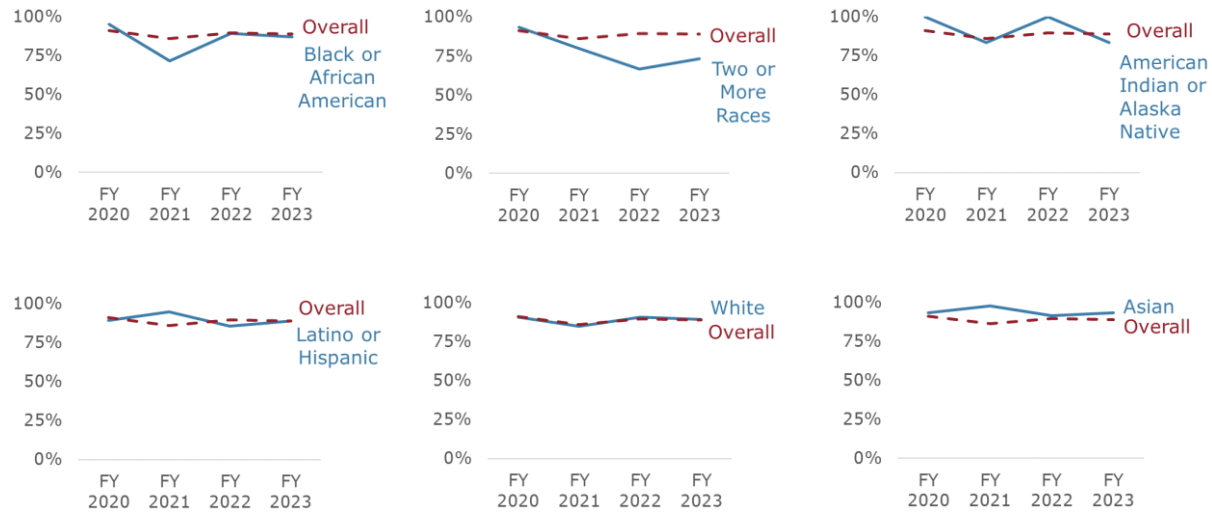 100%
75%
50%
25%
0%
Overall
Black or
African
American
FY
2020
FY
2021
FY
2022
FY
2023
100%
75%
50%
25%
0%
Overall
Two or
More
Races
FY
2020
FY
2021
FY
2022
FY
2023
100%
75%
50%
25%
0%
Overall
American
Indian or
Alaska
Native
FY
2020
FY
2021
FY
2022
FY
2023
100%
75%
50%
25%
0%
Overall
Latino or
Hispanic
FY
2020
FY
2021
FY
2022
FY
2023
100%
75%
50%
25%
0%
White
Overall
FY
2020
FY
2021
FY
2022
FY
2023
100%
75%
50%
25%
0%
Asian
Overall
FY
2020
FY
2021
FY
2022
FY
2023